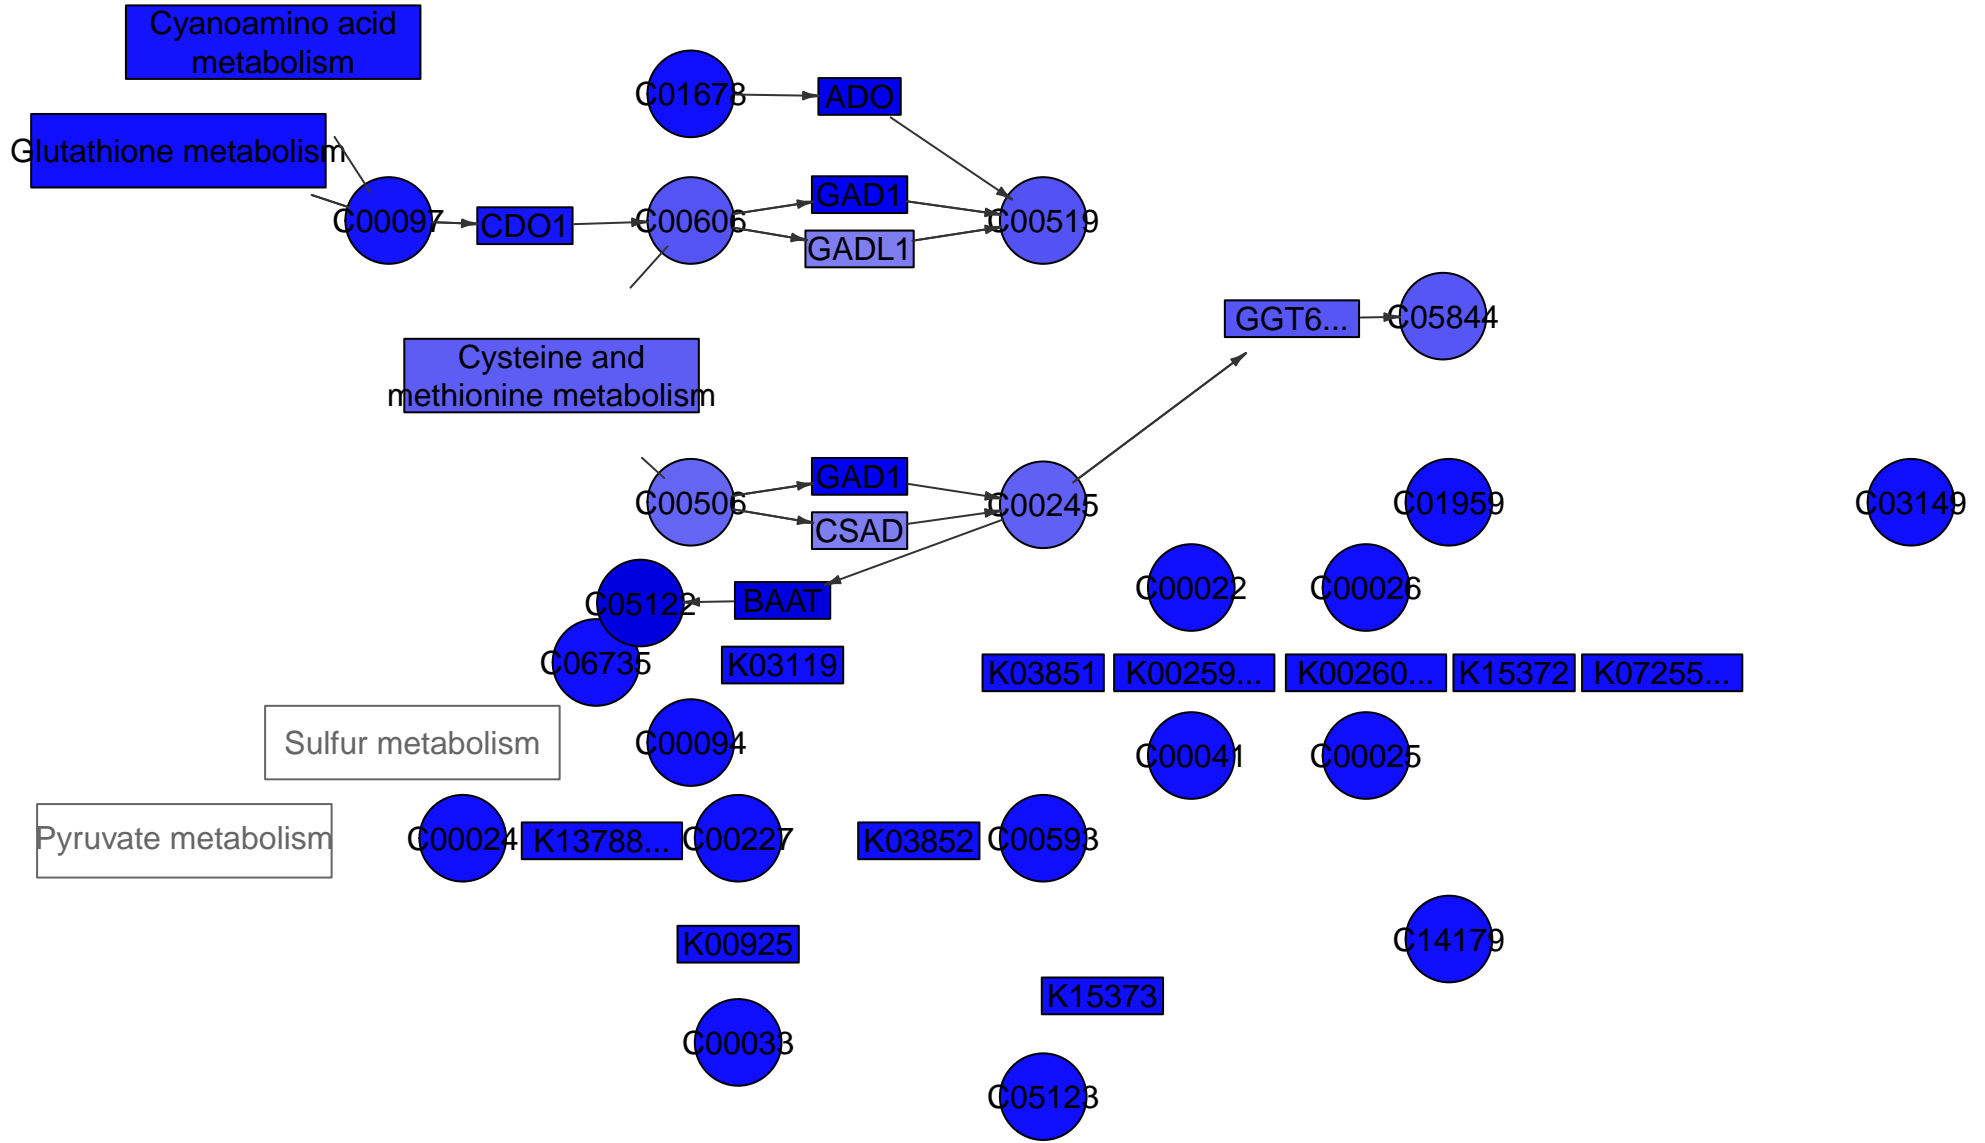 Cyanoamino acid
metabolism
C01678
ADO
Glutathione metabolism
C00097
CDO1
C00606
GAD1
GADL1
C00519
GGT6...
C05844
Cysteine and
methionine metabolism
C00506
GAD1
CSAD
C00245
C01959
C03149
C05122
BAAT
C00022
C00026
C06735
K03119
K03851
K00259...
K00260...
K15372
K07255...
Sulfur metabolism
C00094
C00041
C00025
Pyruvate metabolism
C00024
K13788...
C00227
K03852
C00593
K00925
C14179
K15373
C00033
C05123